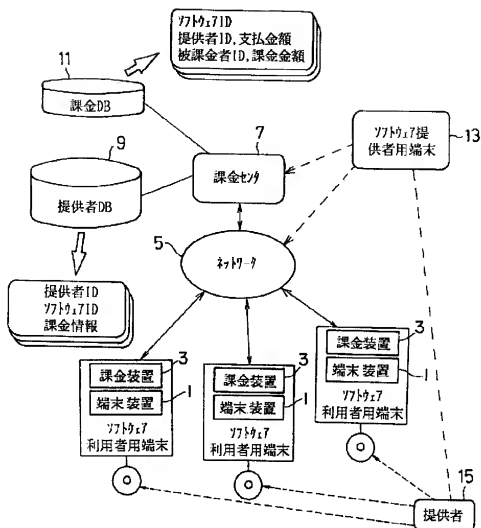 ソフトウェアID
提供者ID,支払金額
被課金者ID,課金金額
11
課金DB
7
課金センタ
ソフトウェア提
供者用端末
13
9
提供者DB
5
ネットワーク
提供者ID
ソフトウェアID
課金情報
3
課金装置
端末装置
1
ソフトウェア
利用者用端末
3
課金装置
端末装置
1
ソフトウェア
利用者用端末
3
課金装置
端末装置
1
ソフトウェア
利用者用端末
15
提供者